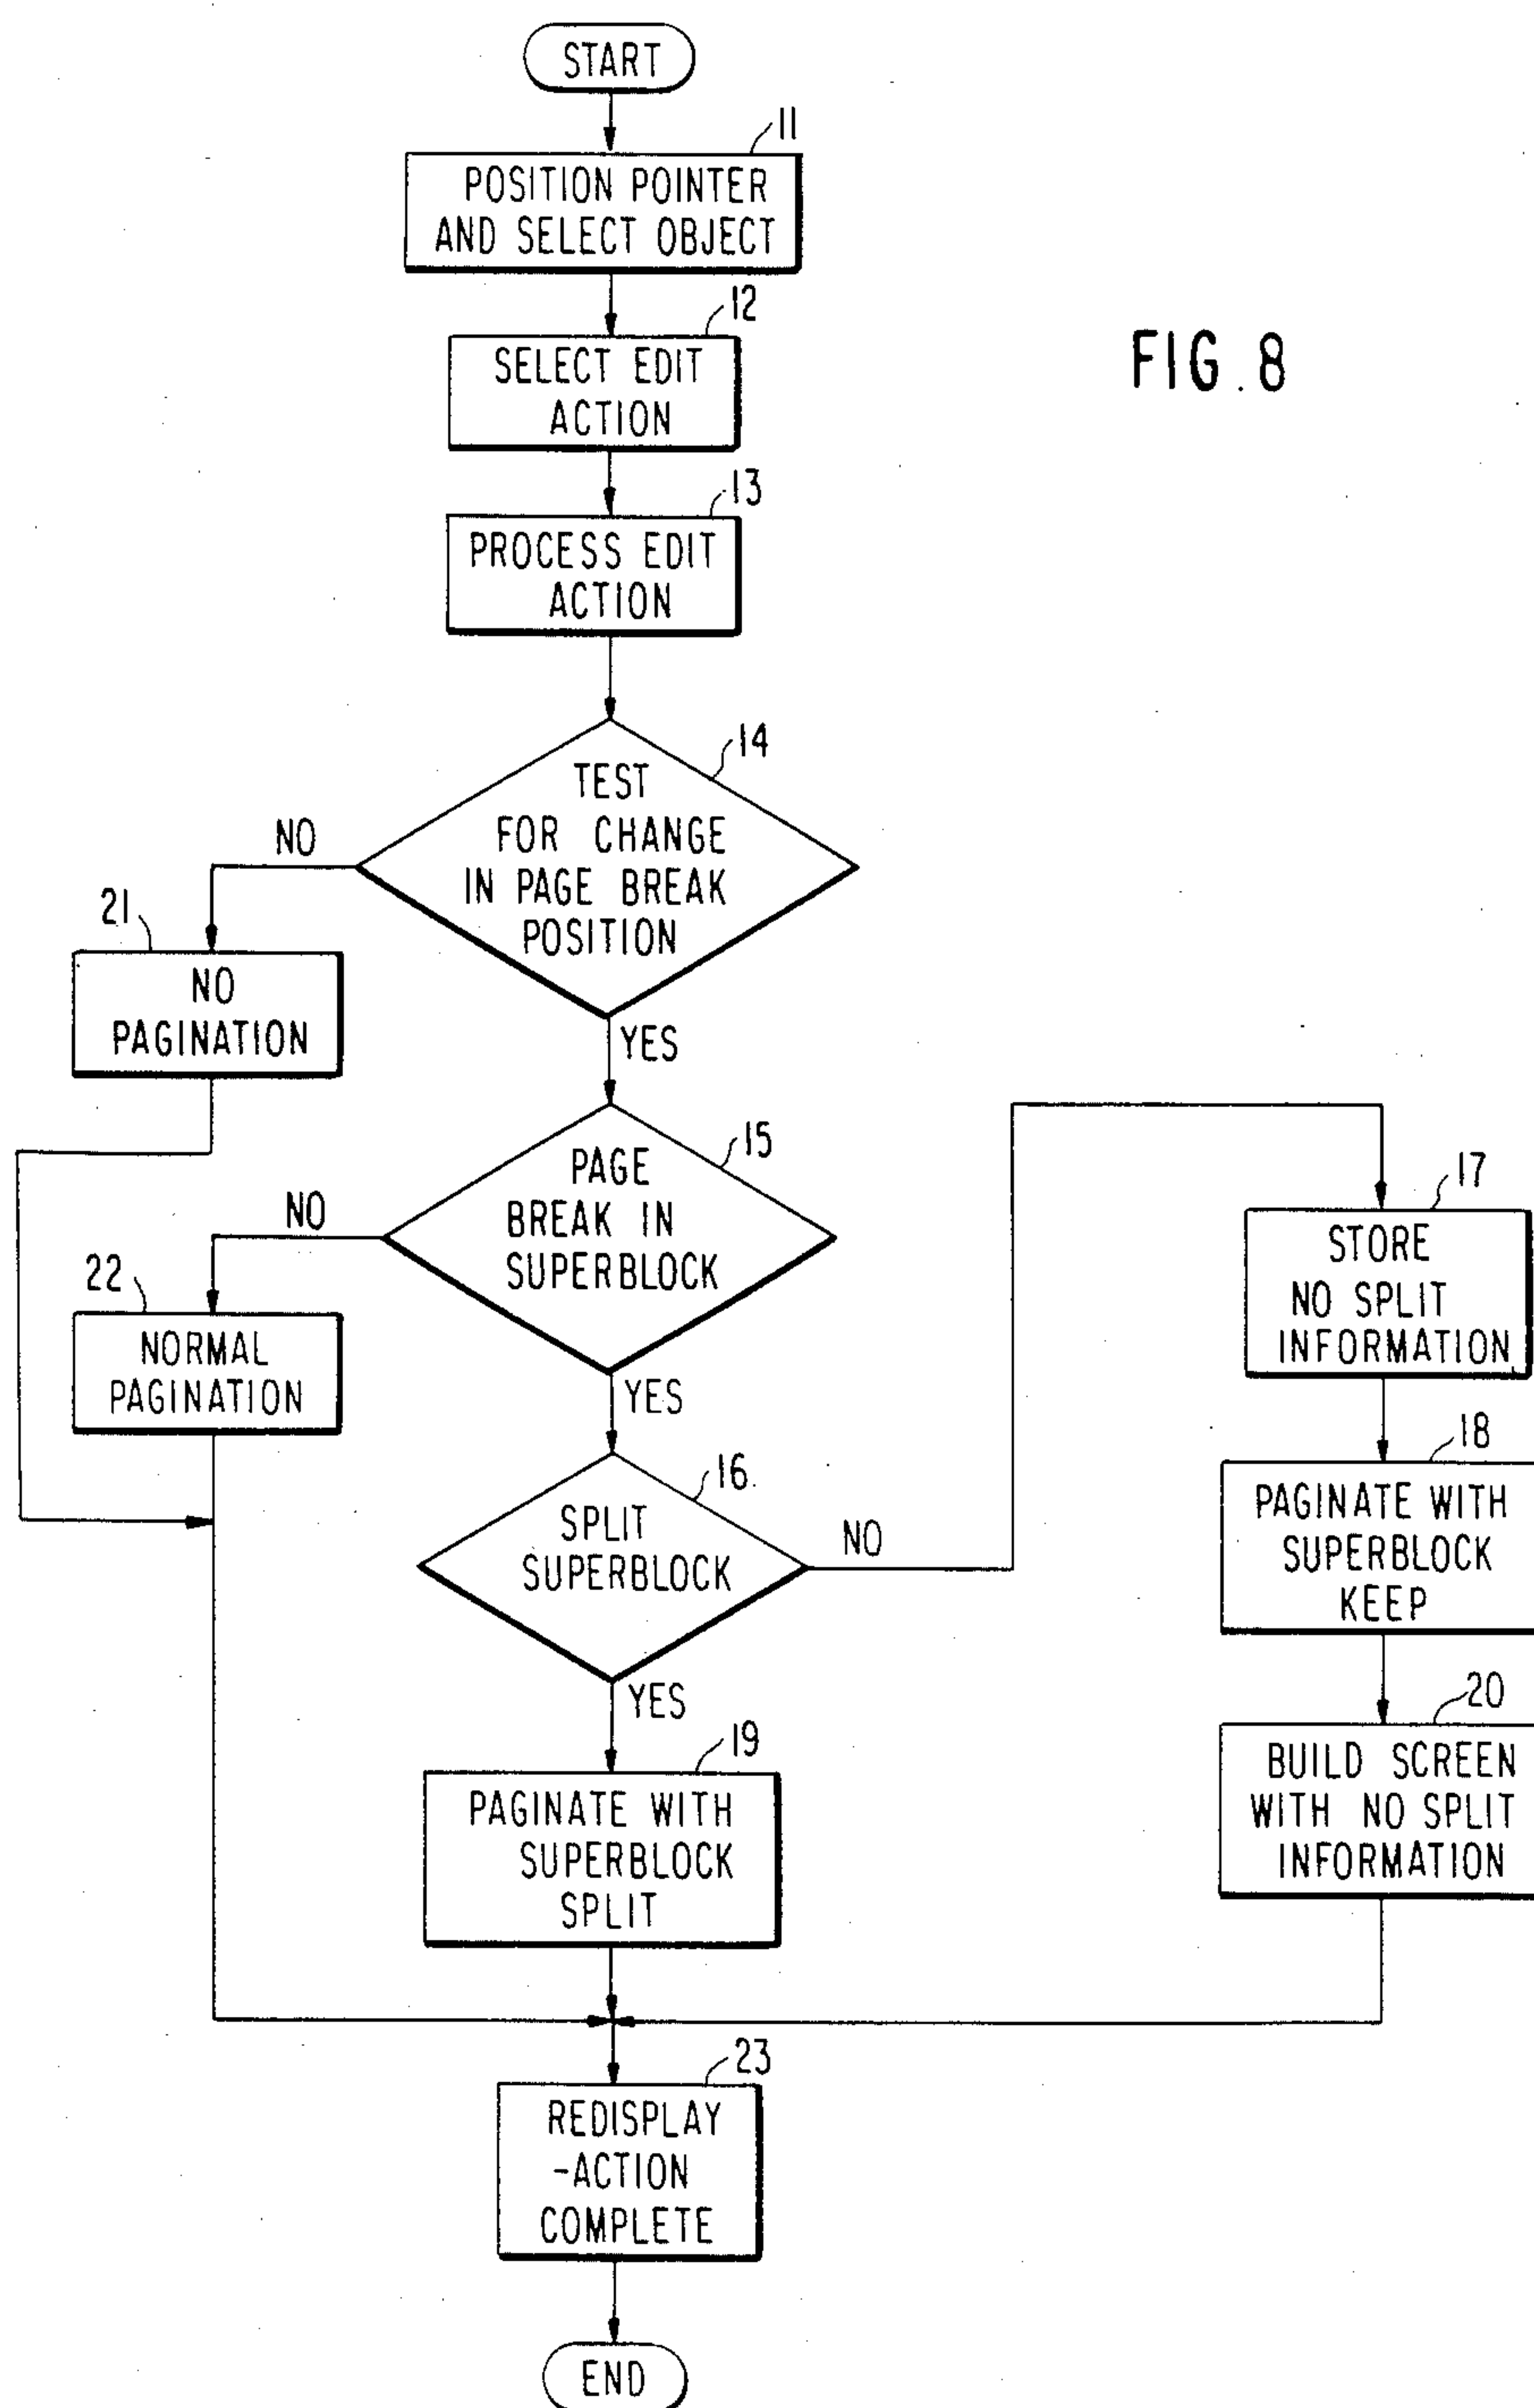 START
11
POSITION POINTER
AND SELECT OBJECT
12
SELECT EDIT
ACTION
FIG. 8
13
PROCESS EDIT
ACTION
14
TEST
FOR CHANGE
IN PAGE BREAK
POSITION
NO
21
NO
PAGINATION
YES
15
PAGE
BREAK IN
SUPERBLOCK
NO
22
NORMAL
PAGINATION
YES
16
SPLIT
SUPERBLOCK
NO
17
STORE
NO SPLIT
INFORMATION
18
PAGINATE WITH
SUPERBLOCK
KEEP
YES
19
PAGINATE WITH
SUPERBLOCK
SPLIT
20
BUILD SCREEN
WITH NO SPLIT
INFORMATION
23
REDISPLAY
-ACTION
COMPLETE
END